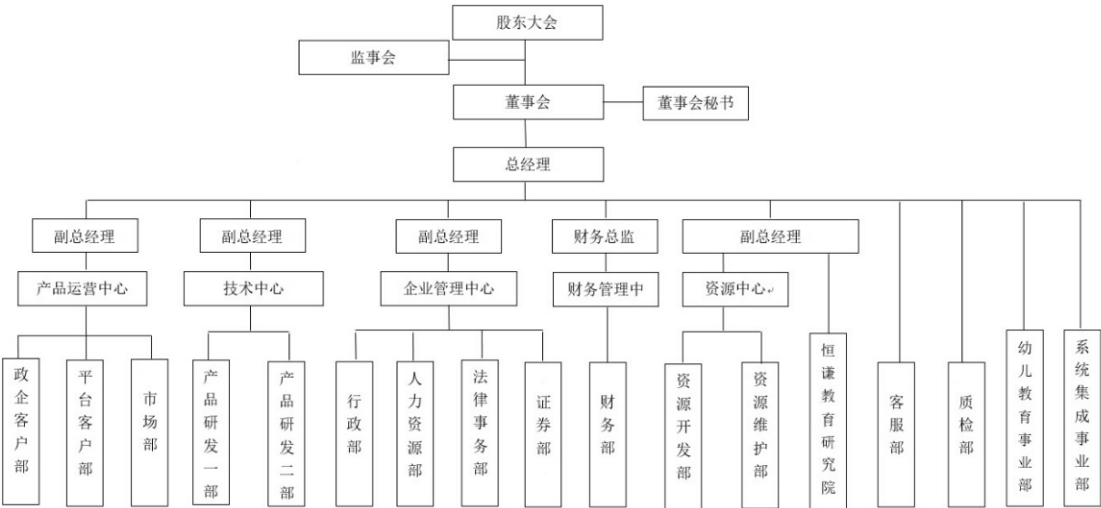 股东大会
监事会
董事会
董事会秘书
总经理
副总经理
副总经理
副总经理
财务总监
副总经理
产品运营中心
技术中心
企业管理中心
财务管理中
资源中心
政企客户部
平台客户部
市场部
产品研发一部
产品研发二部
行政部
人力资源部
法律事务部
证券部
财务部
资源开发部
资源维护部
恒谦教育研究院
客服部
质检部
幼儿教育事业部
系统集成事业部